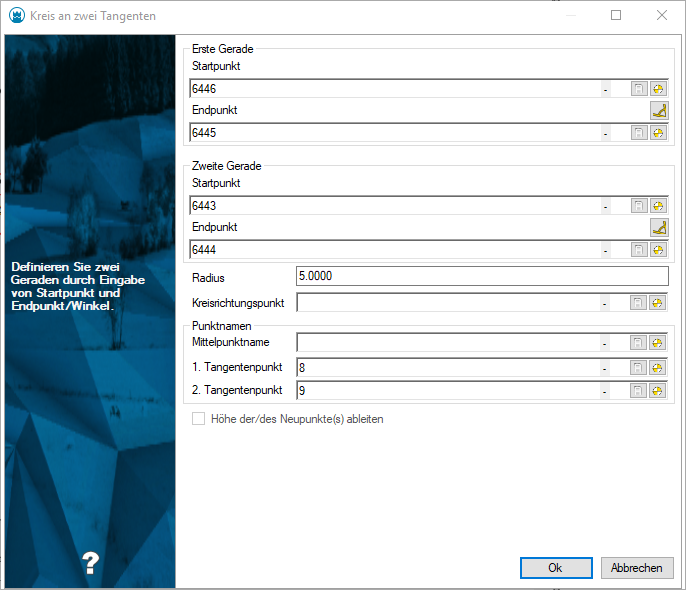 Kreis an zwei Tangenten
Definieren Sie zwei
Geraden durch Eingabe
von Startpunkt und
Endpunkt/Winkel.
?
Erste Gerade
Startpunkt
6446 -
Endpunkt
6445 -
Zweite Gerade
Startpunkt
6443 -
Endpunkt
6444 -
Radius 5.0000
Kreisrichtungspunkt -
Punktnamen
Mittelpunktname -
1. Tangentenpunkt 8 -
2. Tangentenpunkt 9 -
Höhe der/des Neupunkte(s) ableiten
Ok Abbrechen